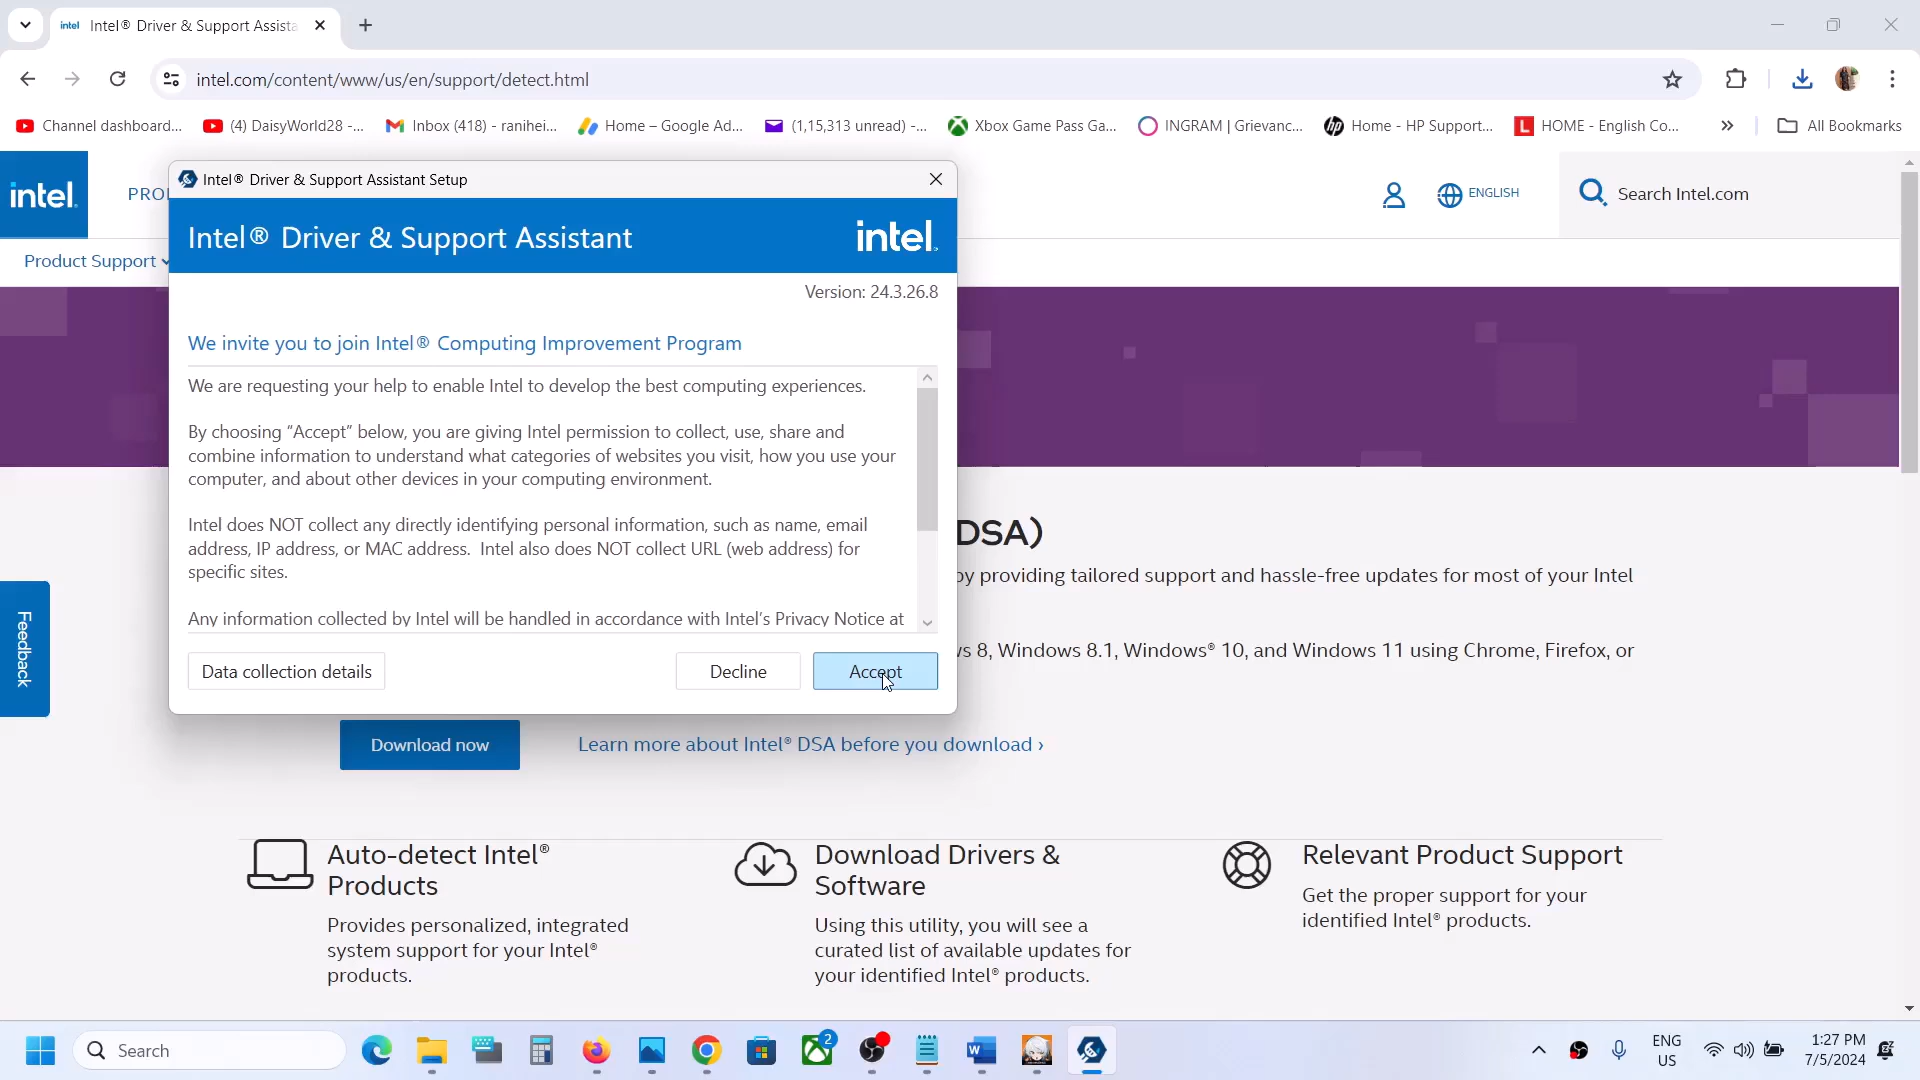 intel Intel® Driver & Support Assista
intel.com/content/www/us/en/support/detect.html
Channel dashboard... (4) DaisyWorld28 -... Inbox (418) - ranihei... Home – Google Ad... (1,15,313 unread) -... Xbox Game Pass Ga... INGRAM | Grievanc... Home - HP Support... HOME - English Co... » All Bookmarks
intel.
PRO
ENGLISH
Search Intel.com
Product Support
Intel® Driver & Support Assistant Setup
Intel® Driver & Support Assistant
intel.
Version: 24.3.26.8
We invite you to join Intel® Computing Improvement Program
We are requesting your help to enable Intel to develop the best computing experiences.
By choosing “Accept” below, you are giving Intel permission to collect, use, share and
combine information to understand what categories of websites you visit, how you use your
computer, and about other devices in your computing environment.
Intel does NOT collect any directly identifying personal information, such as name, email
address, IP address, or MAC address. Intel also does NOT collect URL (web address) for
specific sites.
Any information collected by Intel will be handled in accordance with Intel’s Privacy Notice at
Data collection details
Decline
Accept
DSA)
by providing tailored support and hassle-free updates for most of your Intel
ws 8, Windows 8.1, Windows® 10, and Windows 11 using Chrome, Firefox, or
Feedback
Download now
Learn more about Intel® DSA before you download ›
Auto-detect Intel®
Products
Provides personalized, integrated
system support for your Intel®
products.
Download Drivers &
Software
Using this utility, you will see a
curated list of available updates for
your identified Intel® products.
Relevant Product Support
Get the proper support for your
identified Intel® products.
Search
2
ENG
US
1:27 PM
7/5/2024